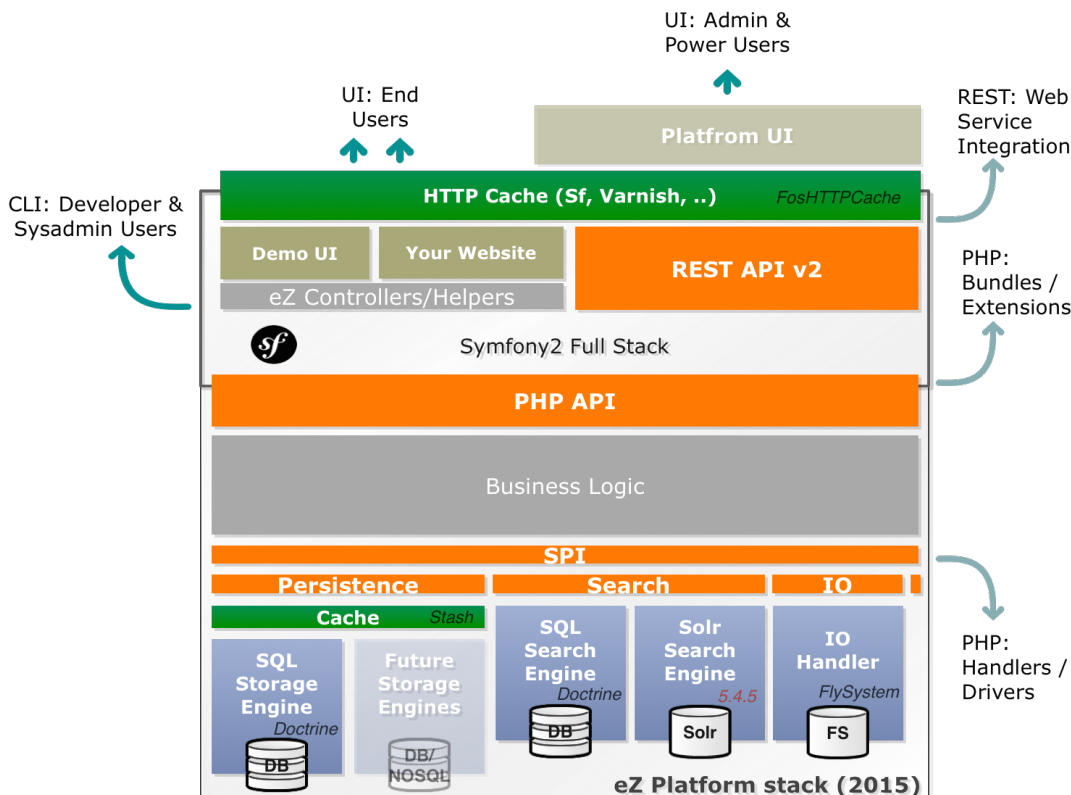 UI: Admin &
Power Users
UI: End
Users
REST: Web
Service
Integration
Platfrom UI
CLI: Developer &
Sysadmin Users
HTTP Cache (Sf, Varnish, ..)
FosHTTPCache
Demo UI
Your Website
REST API v2
eZ Controllers/Helpers
PHP:
Bundles /
Extensions
sf
Symfony2 Full Stack
PHP API
Business Logic
SPI
Persistence
Search
IO
Cache
Stash
SQL
Storage
Engine
Doctrine
DB
Future
Storage
Engines
DB/
NOSQL
SQL
Search
Engine
Doctrine
DB
Solr
Search
Engine
5.4.5
Solr
IO
Handler
FlySystem
FS
PHP:
Handlers /
Drivers
eZ Platform stack (2015)